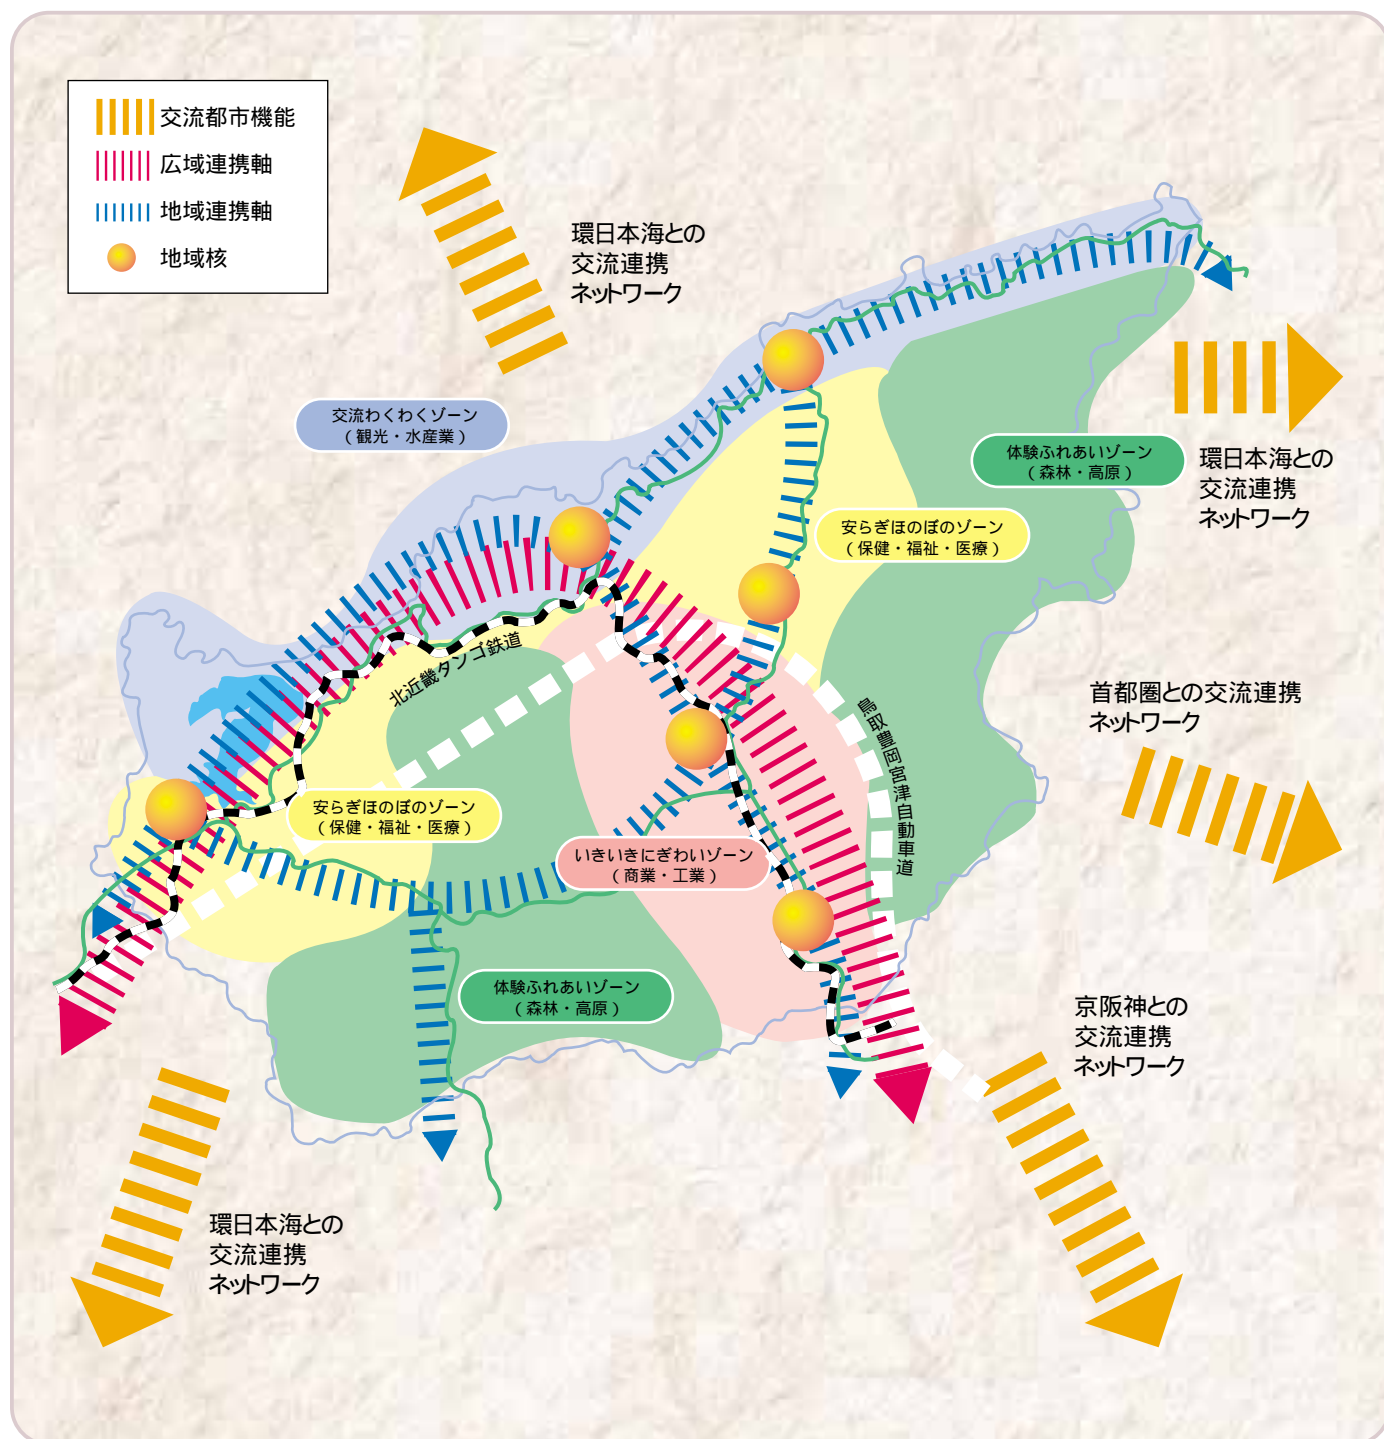 交流都市機能
広域連携軸
地域連携軸
地域核
環日本海との
交流連携
ネットワーク
交流わくわくゾーン
（観光・水産業）
体験ふれあいゾーン
（森林・高原）
環日本海との
交流連携
ネットワーク
安らぎほのぼのゾーン
（保健・福祉・医療）
北近畿タンゴ鉄道
鳥取豊岡宮津自動車道
首都圏との交流連携
ネットワーク
安らぎほのぼのゾーン
（保健・福祉・医療）
いきいきにぎわいゾーン
（商業・工業）
体験ふれあいゾーン
（森林・高原）
京阪神との
交流連携
ネットワーク
環日本海との
交流連携
ネットワーク